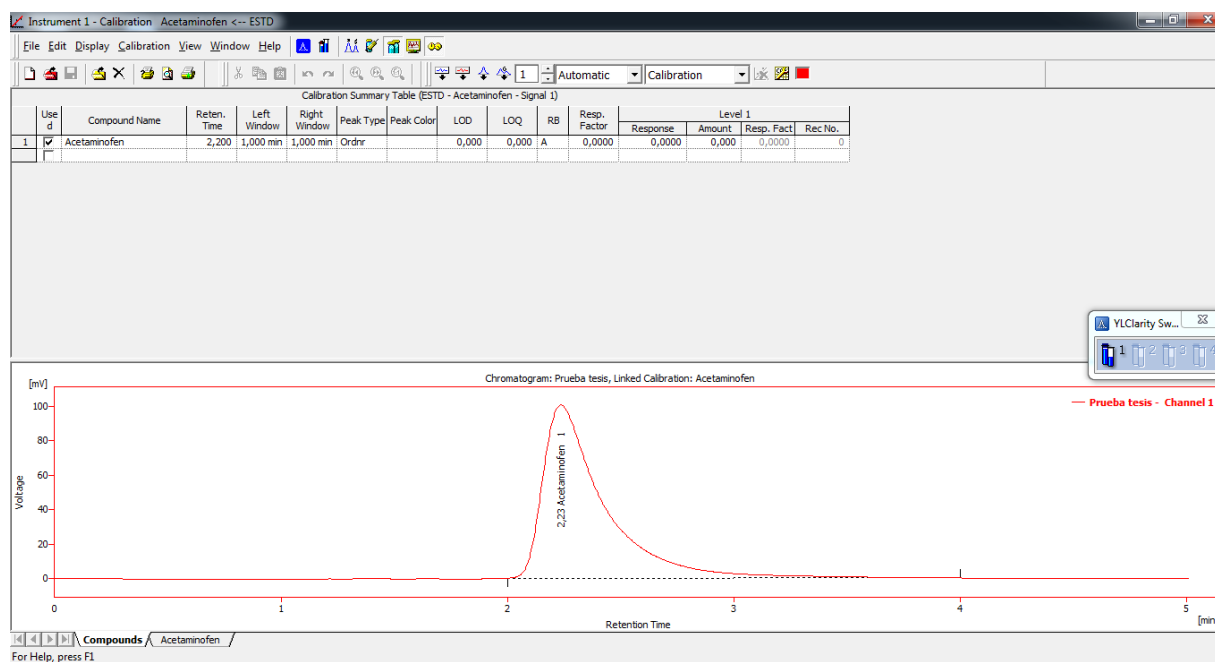 Instrument 1 - Calibration Acetaminofen <-- ESTD
File Edit Display Calibration View Window Help
1 Automatic Calibration
Calibration Summary Table (ESTD - Acetaminofen - Signal 1)
Used Compound Name Reten. Time Left Window Right Window Peak Type Peak Color LOD LOQ RB Resp. Factor Level 1
Response Amount Resp. Fact Rec No.
1 Acetaminofen 2,200 1,000 min 1,000 min Ordnr 0,000 0,000 A 0,0000 0,0000 0,000 0,0000 0
YLClarity Sw...
1 2 3 4
Chromatogram: Prueba tesis, Linked Calibration: Acetaminofen
[mV]
Prueba tesis - Channel 1
100
80
60
40
20
0
Voltage
2,23 Acetaminofen 1
0 1 2 3 4 5
Retention Time
[min
Compounds Acetaminofen
For Help, press F1